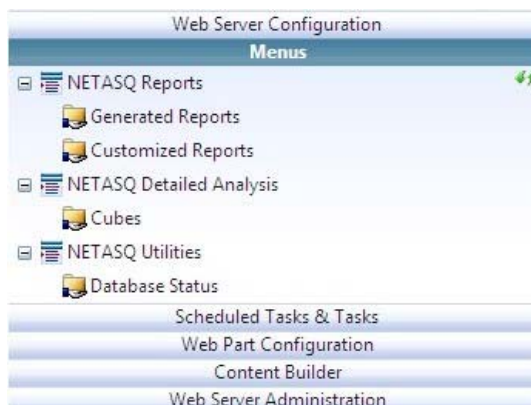 Web Server Configuration
Menus
NETASQ Reports
Generated Reports
Customized Reports
NETASQ Detailed Analysis
Cubes
NETASQ Utilities
Database Status
Scheduled Tasks & Tasks
Web Part Configuration
Content Builder
Web Server Administration